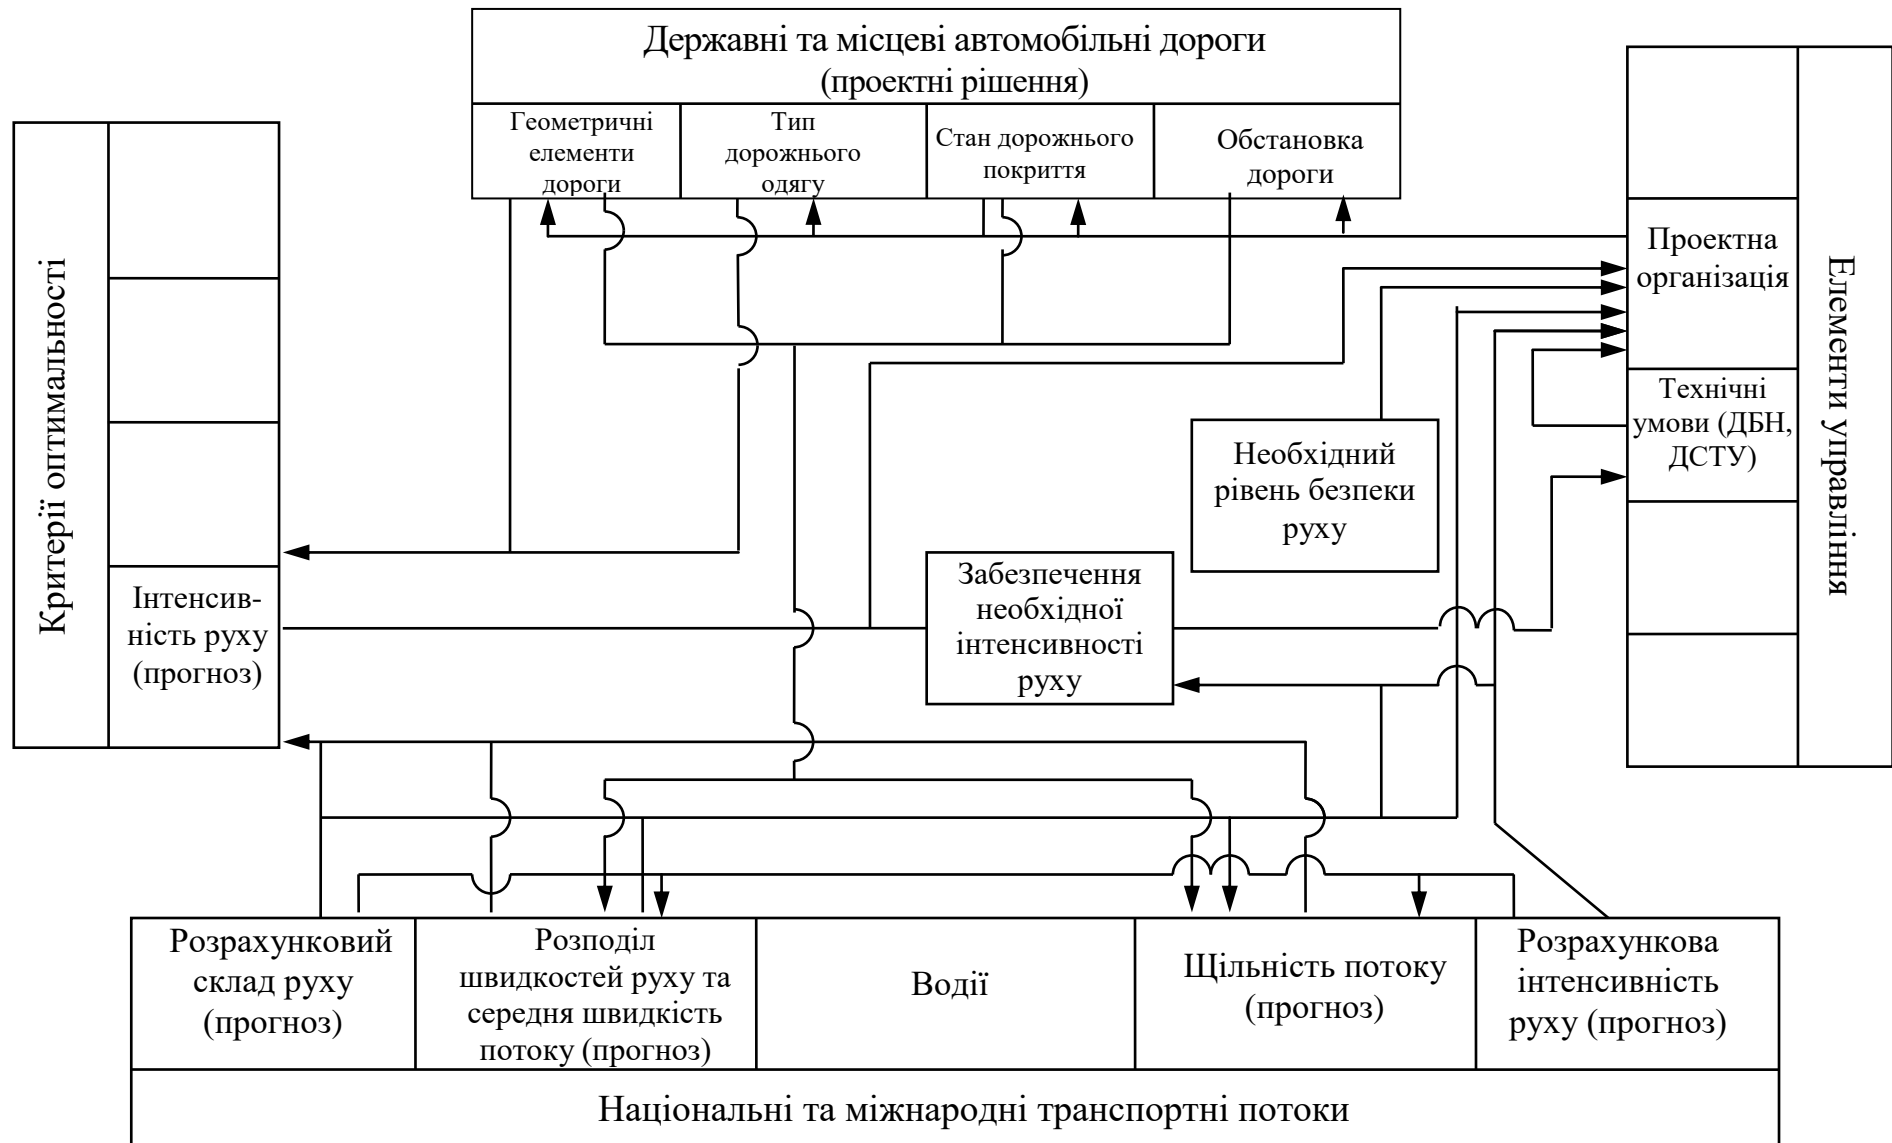 Державні та місцеві автомобільні дороги
(проектні рішення)
Геометричні
елементи
дороги
Тип
дорожнього
одягу
Стан дорожнього
покриття
Обстановка
дороги
Критерії оптимальності
Інтенсив-
ність руху
(прогноз)
Проектна
організація
Технічні
умови (ДБН,
ДСТУ)
Елементи управління
Необхідний
рівень безпеки
руху
Забезпечення
необхідної
інтенсивності
руху
Розрахунковий
склад руху
(прогноз)
Розподіл
швидкостей руху та
середня швидкість
потоку (прогноз)
Водії
Щільність потоку
(прогноз)
Розрахункова
інтенсивність
руху (прогноз)
Національні та міжнародні транспортні потоки